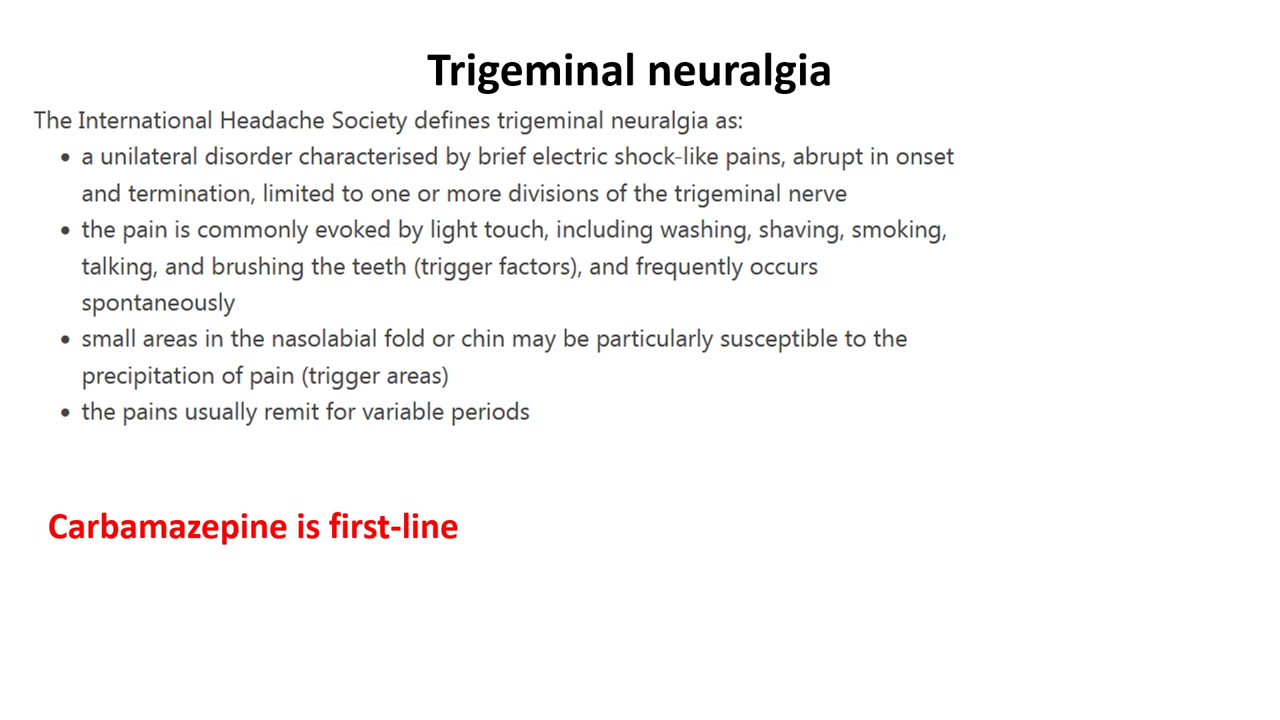 Trigeminal neuralgia
The International Headache Society defines trigeminal neuralgia as:
• a unilateral disorder characterised by brief electric shock-like pains, abrupt in onset
and termination, limited to one or more divisions of the trigeminal nerve
• the pain is commonly evoked by light touch, including washing, shaving, smoking,
talking, and brushing the teeth (trigger factors), and frequently occurs
spontaneously
• small areas in the nasolabial fold or chin may be particularly susceptible to the
precipitation of pain (trigger areas)
• the pains usually remit for variable periods
Carbamazepine is first-line